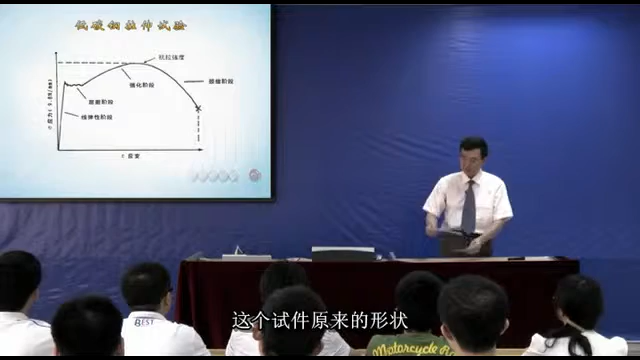 低碳钢拉伸试验
抗拉强度
强化阶段
颈缩阶段
屈服阶段
线弹性阶段
ε 应变
这个试件原来的形状
BEST
Motorcycle